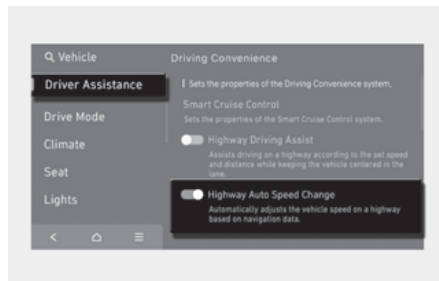 Vehicle
Driving Convenience
Driver Assistance
Sets the properties of the Driving Convenience system.
Smart Cruise Control
Sets the properties of the Smart Cruise Control system.
Drive Mode
Highway Driving Assist
Assists driving on a highway according to the set speed
and distance while keeping the vehicle centered in the
lane.
Climate
Seat
Highway Auto Speed Change
Automatically adjusts the vehicle speed on a highway
based on navigation data.
Lights